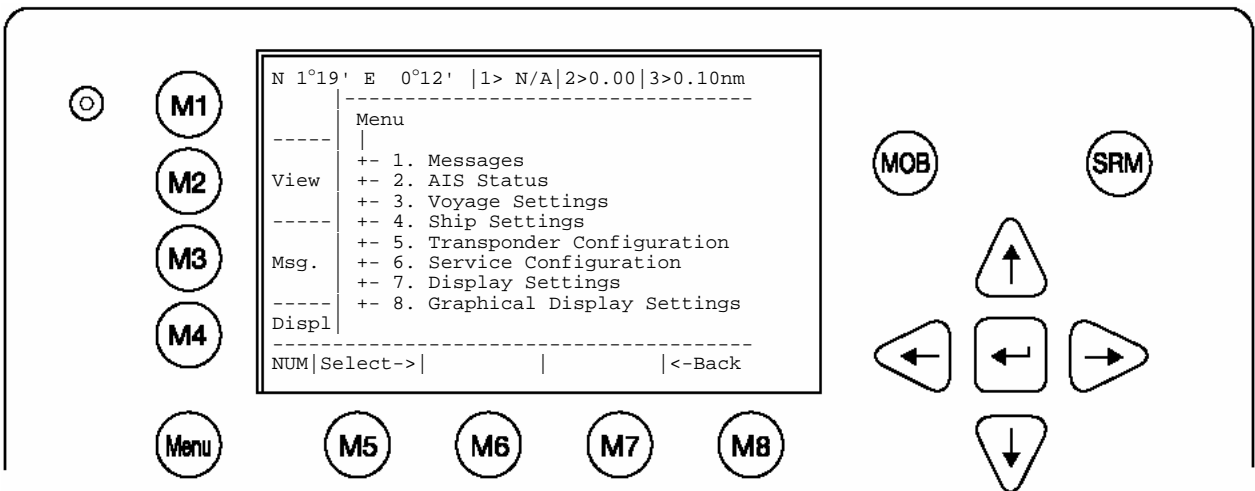 N 1°19' E 0°12' |1> N/A|2>0.00|3>0.10nm
M1
Menu
MOB
SRM
+- 1. Messages
M2
View
+- 2. AIS Status
+- 3. Voyage Settings
+- 4. Ship Settings
+- 5. Transponder Configuration
M3
Msg.
+- 6. Service Configuration
+- 7. Display Settings
+- 8. Graphical Display Settings
M4
Displ
NUM|Select->| | |<-Back
Menu
M5
M6
M7
M8